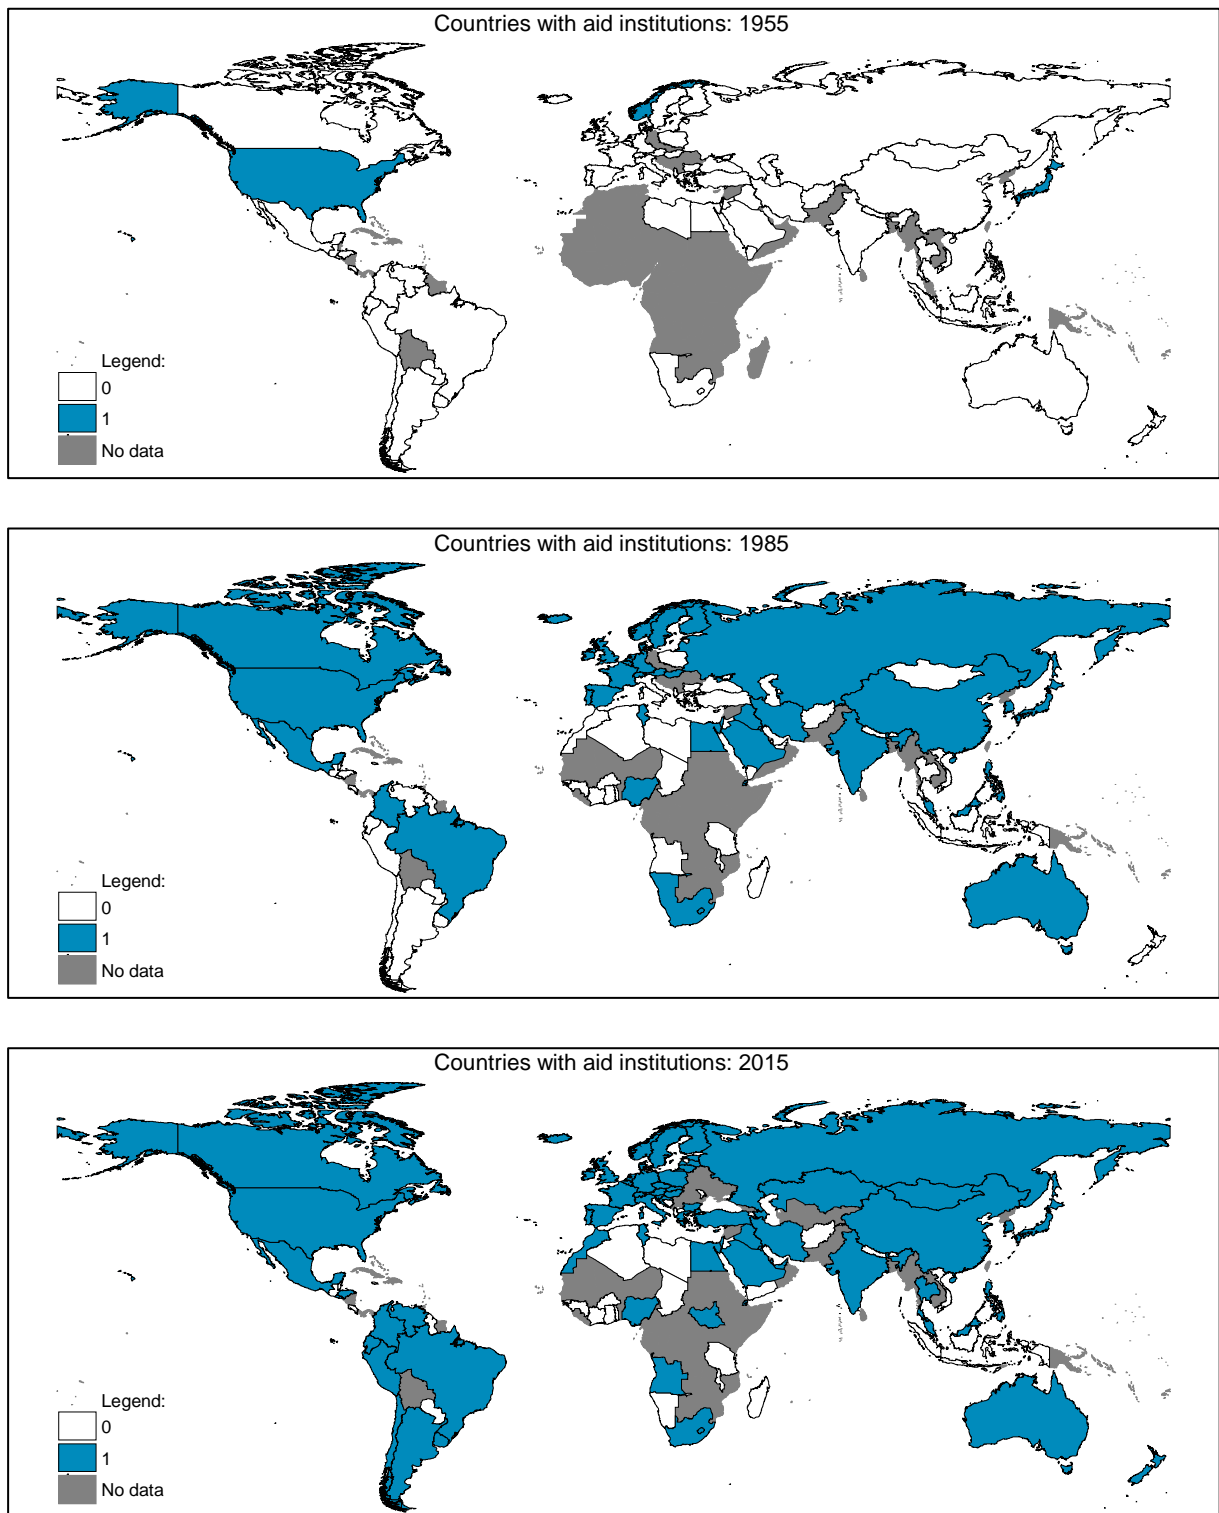 Countries with aid institutions: 1955
Legend:
0
1
No data
Countries with aid institutions: 1985
Legend:
0
1
No data
Countries with aid institutions: 2015
Legend:
0
1
No data